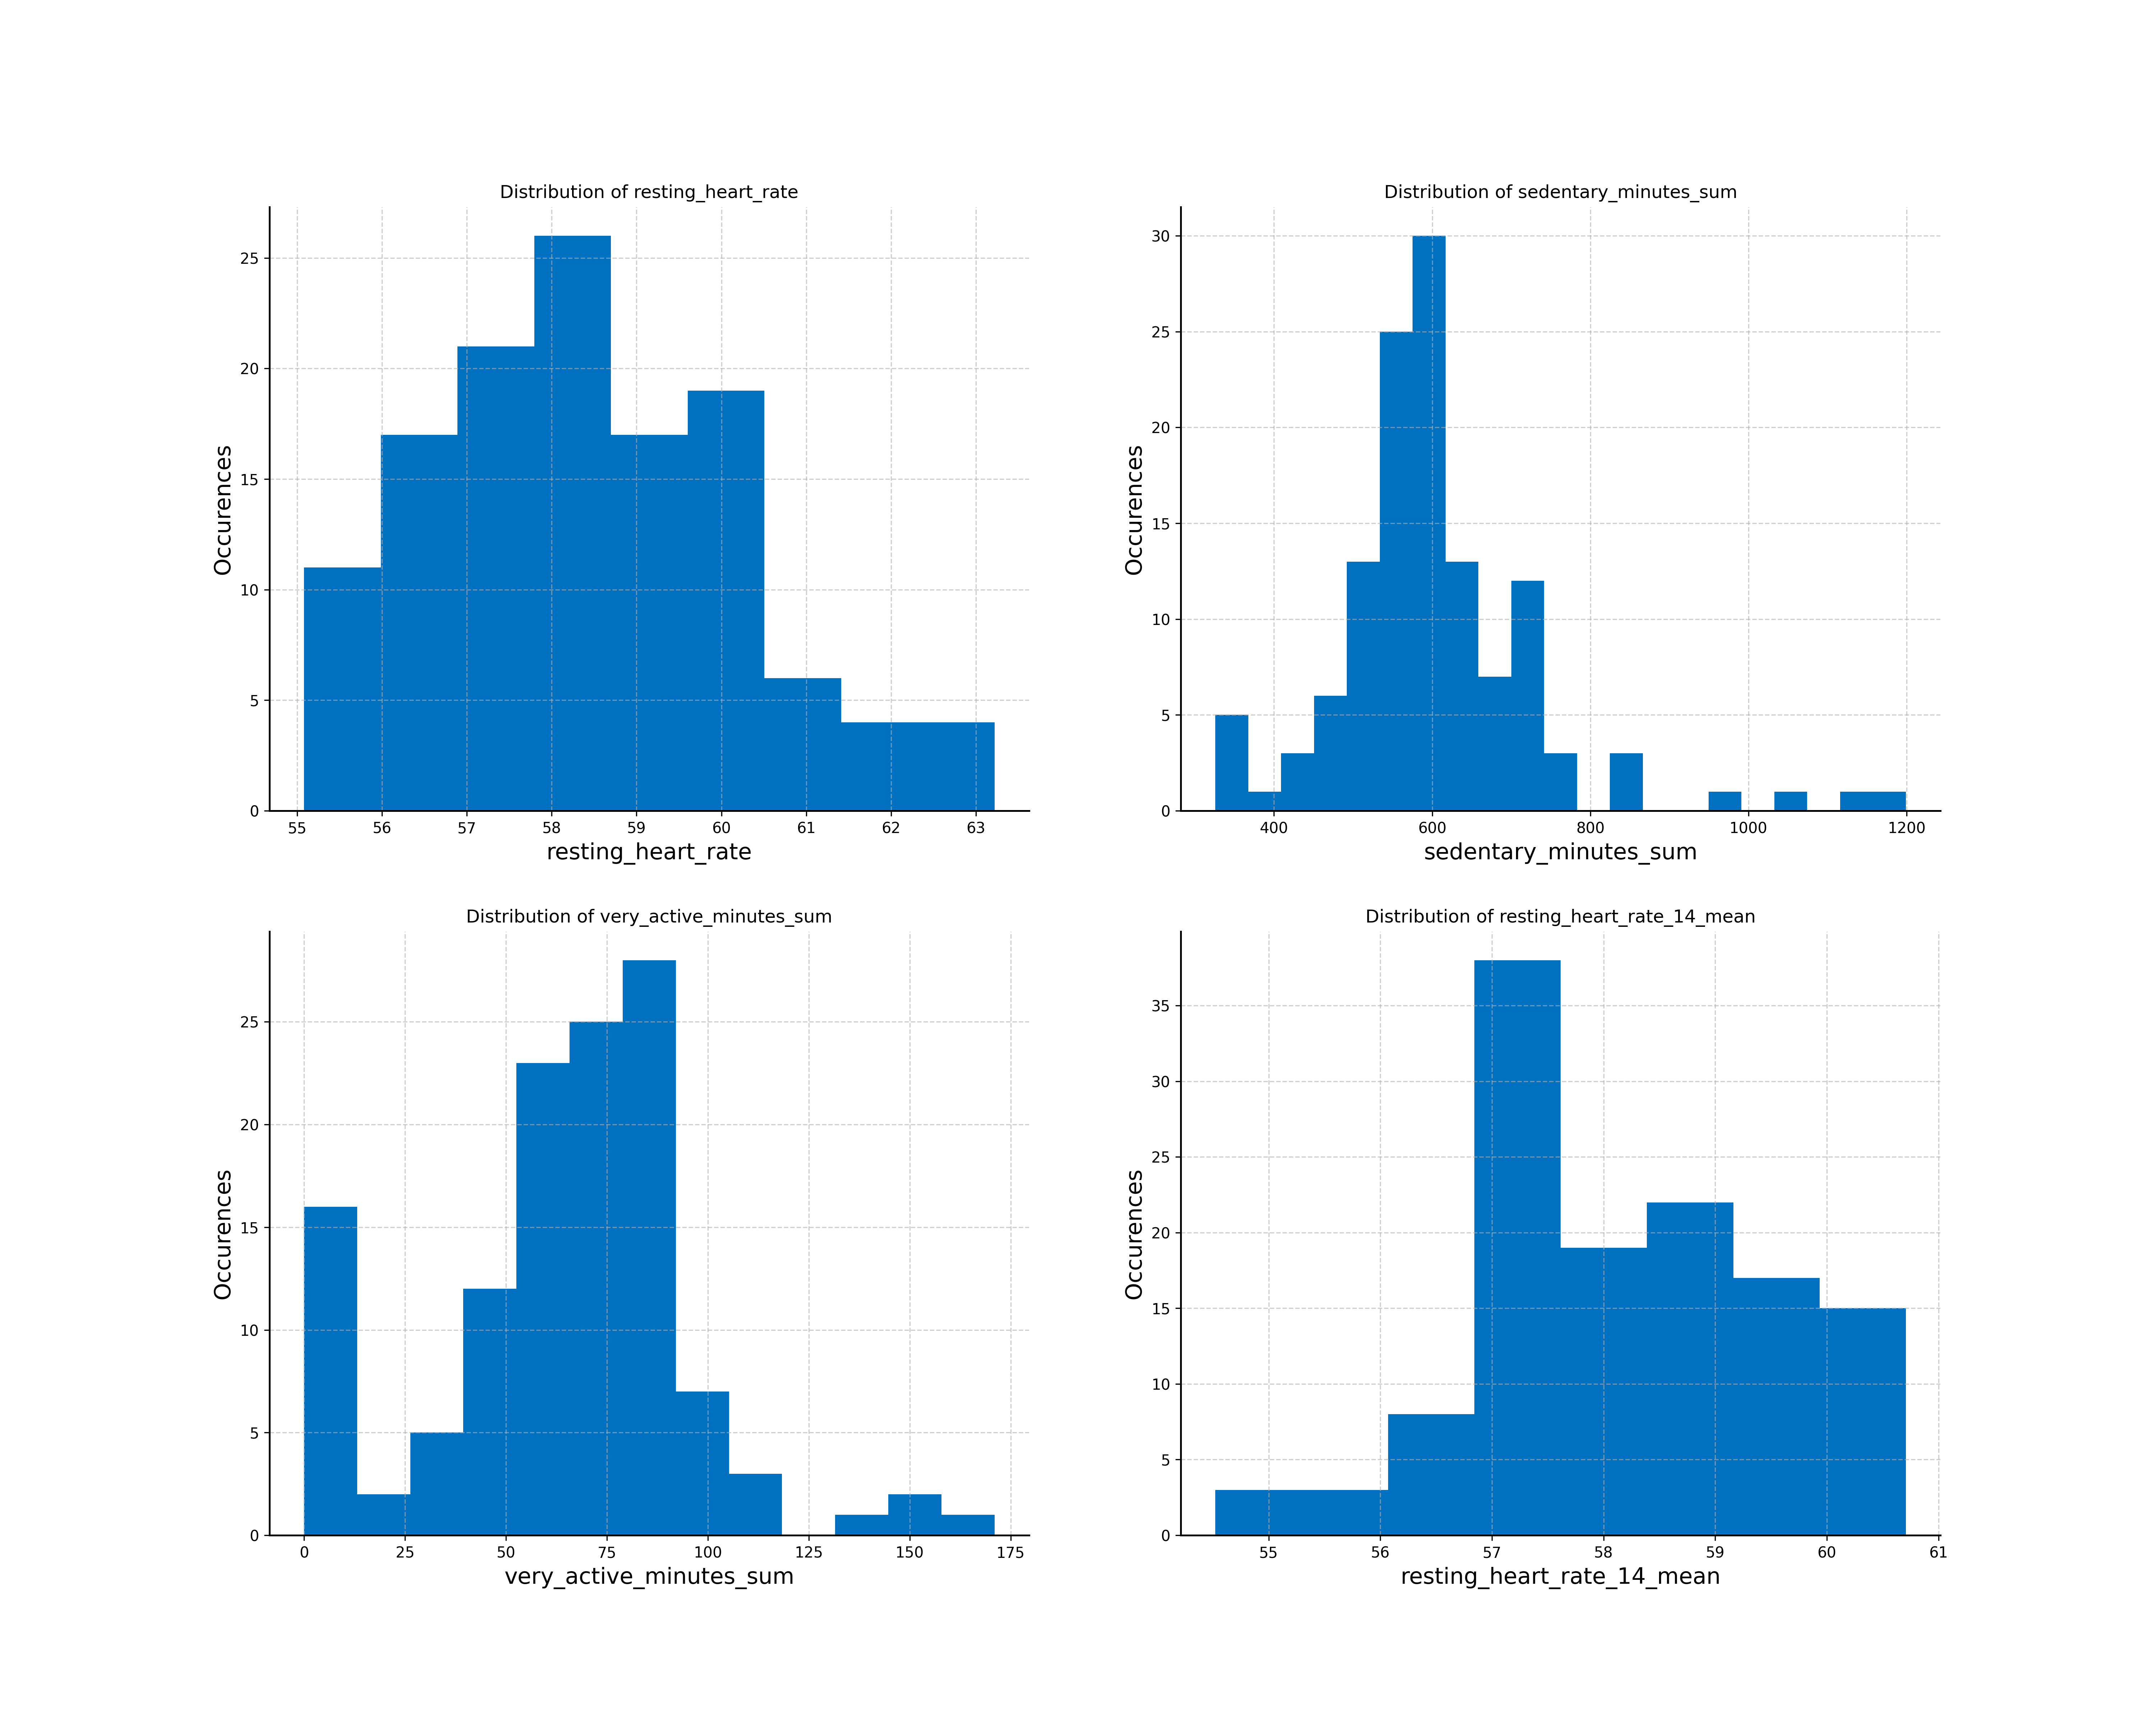 Distribution of resting_heart_rate
Occurences
25
20
15
10
5
0
55 56 57 58 59 60 61 62 63
resting_heart_rate
Distribution of sedentary_minutes_sum
Occurences
30
25
20
15
10
5
0
400 600 800 1000 1200
sedentary_minutes_sum
Distribution of very_active_minutes_sum
Occurences
25
20
15
10
5
0
0 25 50 75 100 125 150 175
very_active_minutes_sum
Distribution of resting_heart_rate_14_mean
Occurences
35
30
25
20
15
10
5
0
55 56 57 58 59 60 61
resting_heart_rate_14_mean